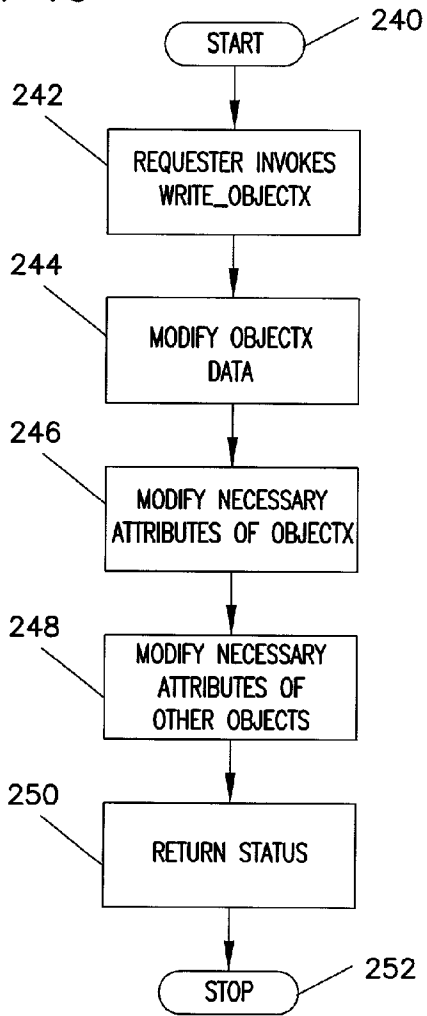 240
START
242
REQUESTER INVOKES
WRITE_OBJECTX
244
MODIFY OBJECTX
DATA
246
MODIFY NECESSARY
ATTRIBUTES OF OBJECTX
248
MODIFY NECESSARY
ATTRIBUTES OF
OTHER OBJECTS
250
RETURN STATUS
STOP
252